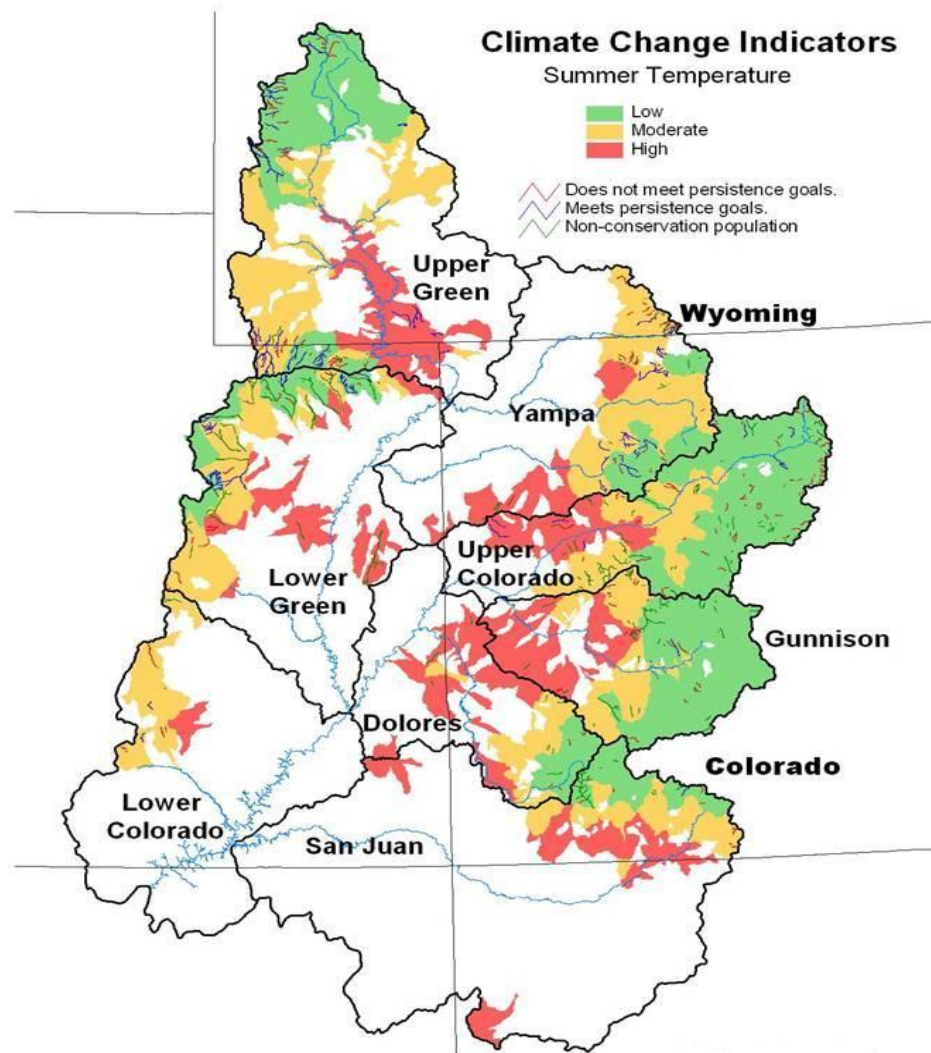 Climate Change Indicators
Summer Temperature
Low
Moderate
High
Does not meet persistence goals.
Meets persistence goals.
Non-conservation population
Upper
Green
Wyoming
Yampa
Upper
Colorado
Lower
Green
Gunnison
Dolores
Colorado
Lower
Colorado
San Juan